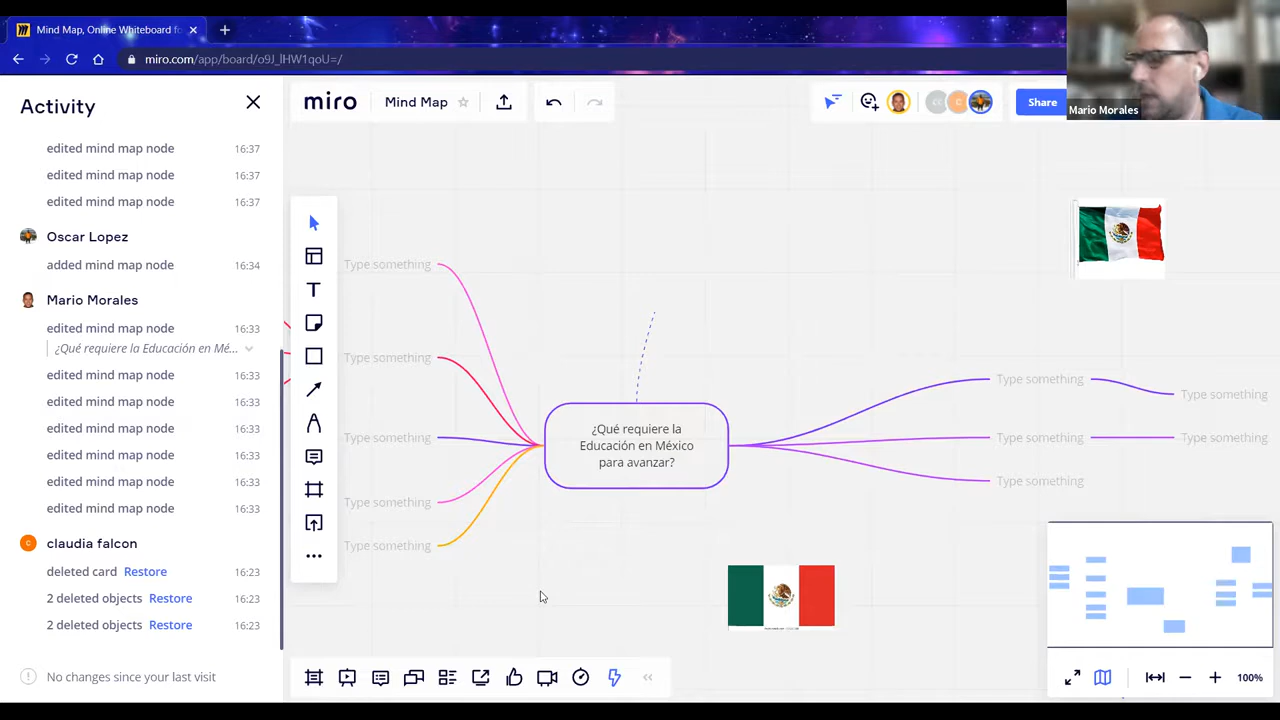 Mind Map, Online Whiteboard fo
miro.com/app/board/o9J_lHW1qoU=/
Mario Morales
Activity
miro
Mind Map
Share
edited mind map node 16:37
edited mind map node 16:37
edited mind map node 16:37
Oscar Lopez
added mind map node 16:34
Mario Morales
edited mind map node 16:33
¿Qué requiere la Educación en Mé...
edited mind map node 16:33
edited mind map node 16:33
edited mind map node 16:33
edited mind map node 16:33
edited mind map node 16:33
edited mind map node 16:33
C claudia falcon
deleted card Restore 16:23
2 deleted objects Restore 16:23
2 deleted objects Restore 16:23
No changes since your last visit
T
Type something
Type something
Type something
Type something
Type something
¿Qué requiere la
Educación en México
para avanzar?
Type something
Type something
Type something
Type something
Type something
100%